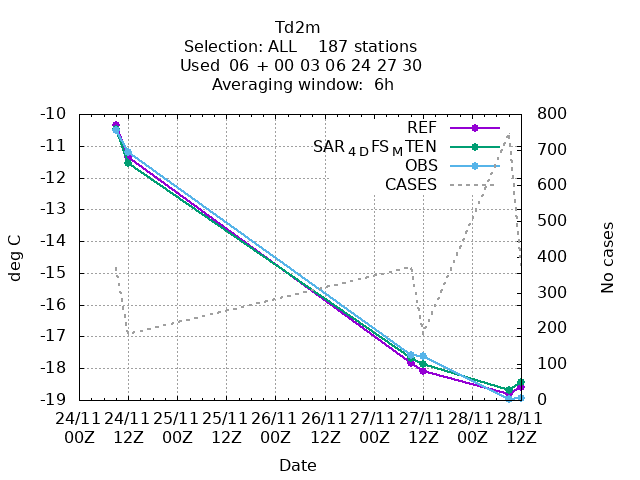 Td2m
Selection: ALL    187 stations
Used  06 + 00 03 06 24 27 30
Averaging window:  6h
REF
SAR4DFSMTEN
OBS
CASES
deg C
-10
-11
-12
-13
-14
-15
-16
-17
-18
-19
No cases
800
700
600
500
400
300
200
100
0
24/11 24/11 25/11 25/11 26/11 26/11 27/11 27/11 28/11 28/11
00Z 12Z 00Z 12Z 00Z 12Z 00Z 12Z 00Z 12Z
Date